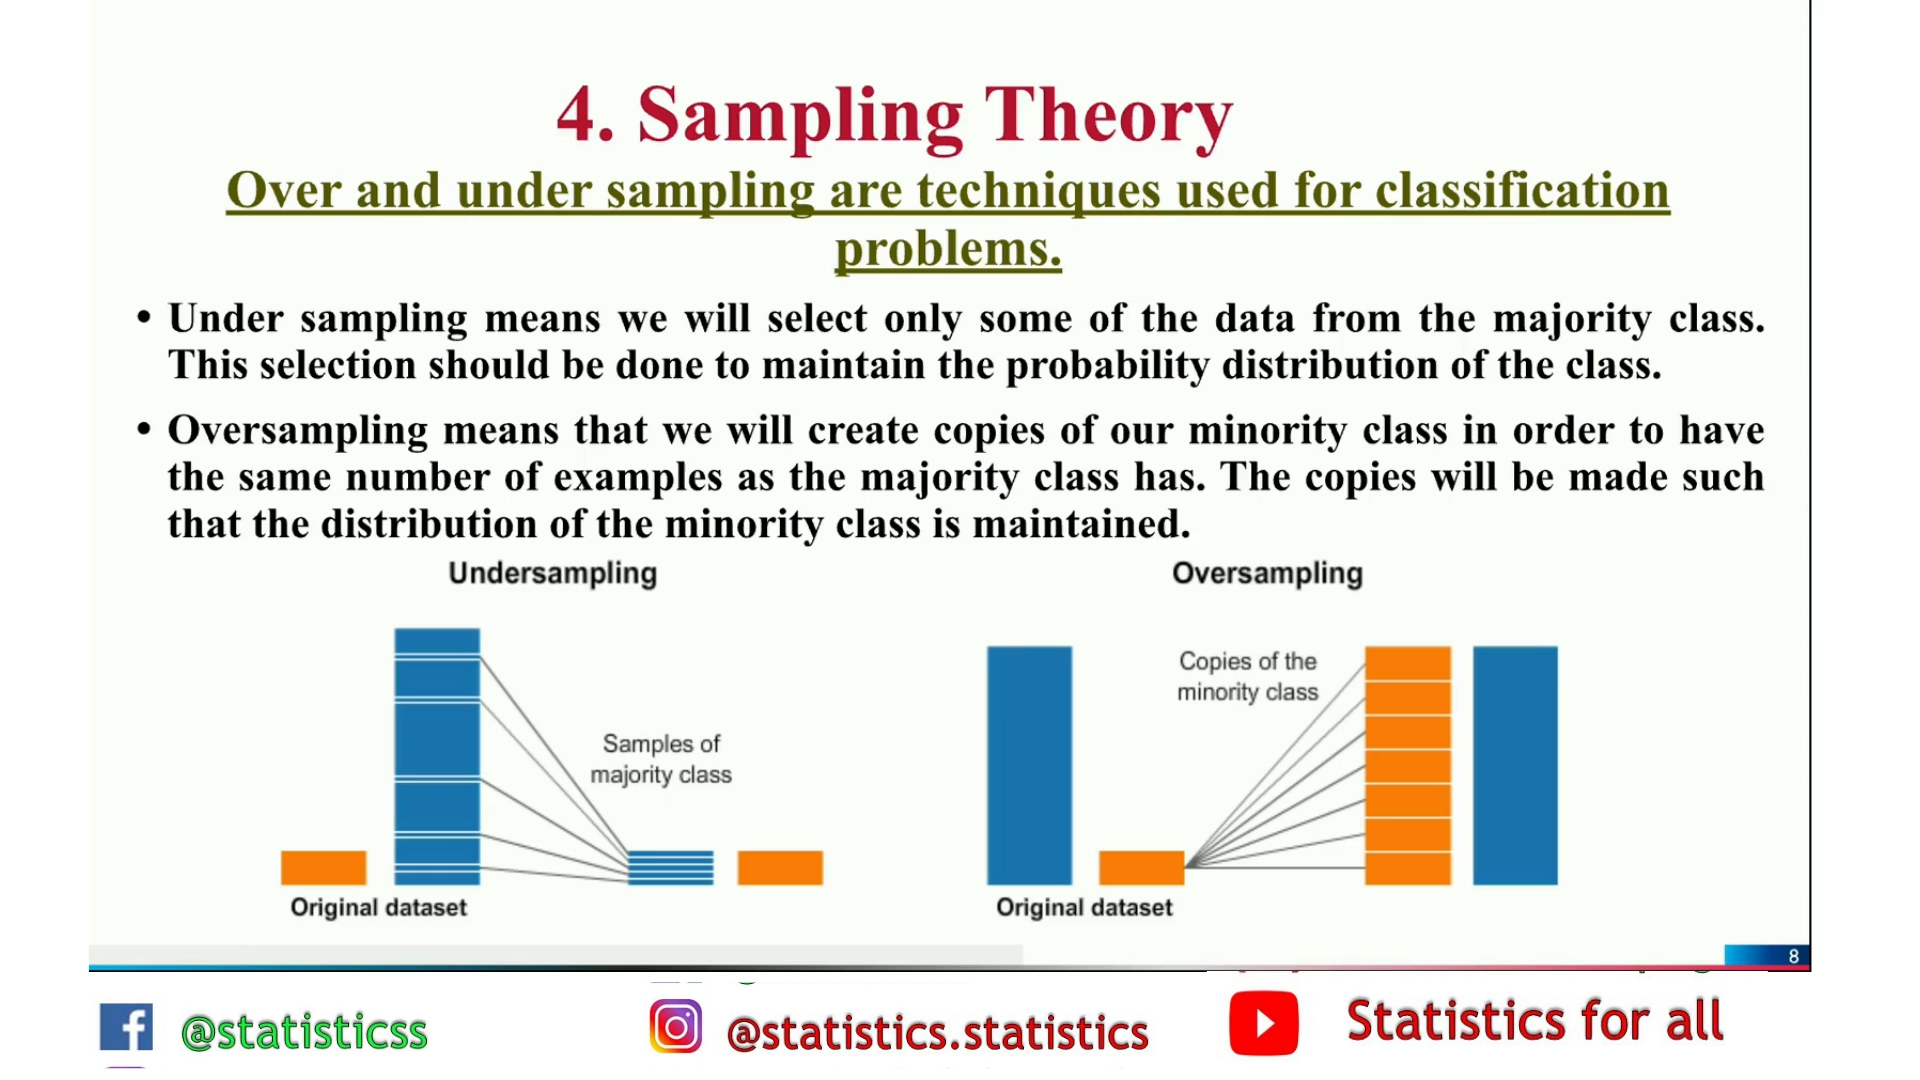 4. Sampling Theory
Over and under sampling are techniques used for classification
problems.
• Under sampling means we will select only some of the data from the majority class.
This selection should be done to maintain the probability distribution of the class.
• Oversampling means that we will create copies of our minority class in order to have
the same number of examples as the majority class has. The copies will be made such
that the distribution of the minority class is maintained.
Undersampling
Samples of
majority class
Original dataset
Oversampling
Copies of the
minority class
Original dataset
8
@statisticss
@statistics.statistics
Statistics for all